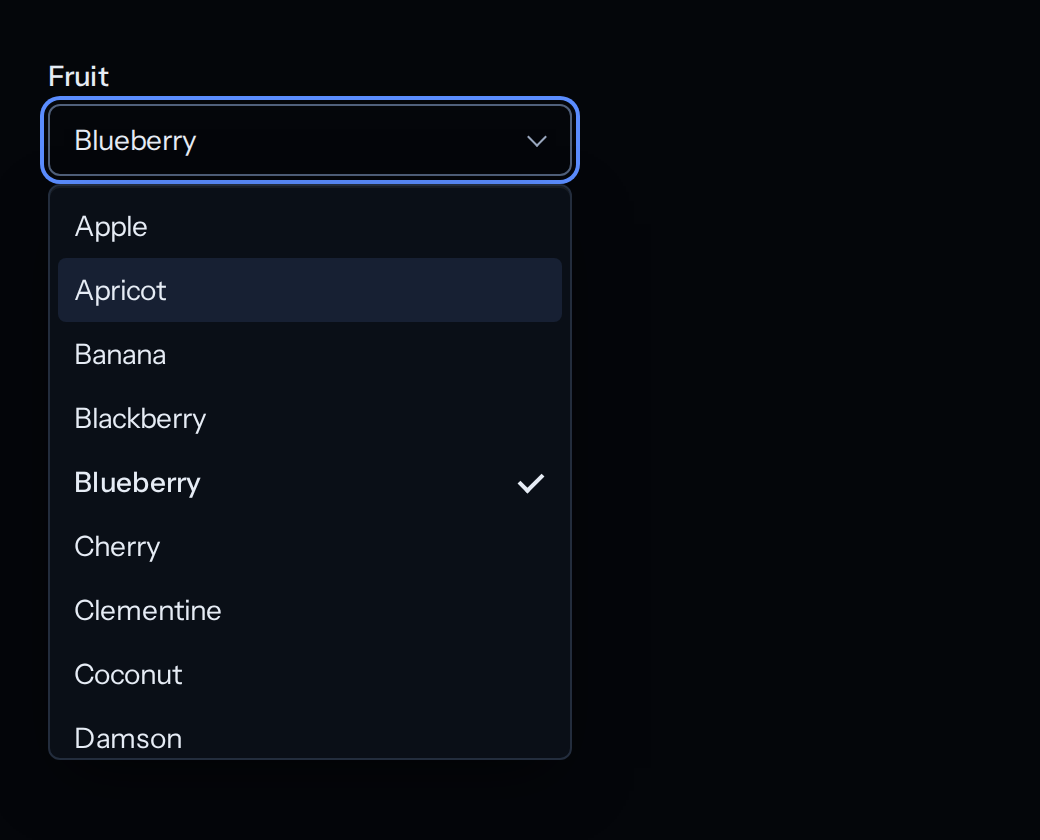 Fruit
Blueberry
Apple
Apricot
Banana
Blackberry
Blueberry
Cherry
Clementine
Coconut
Damson